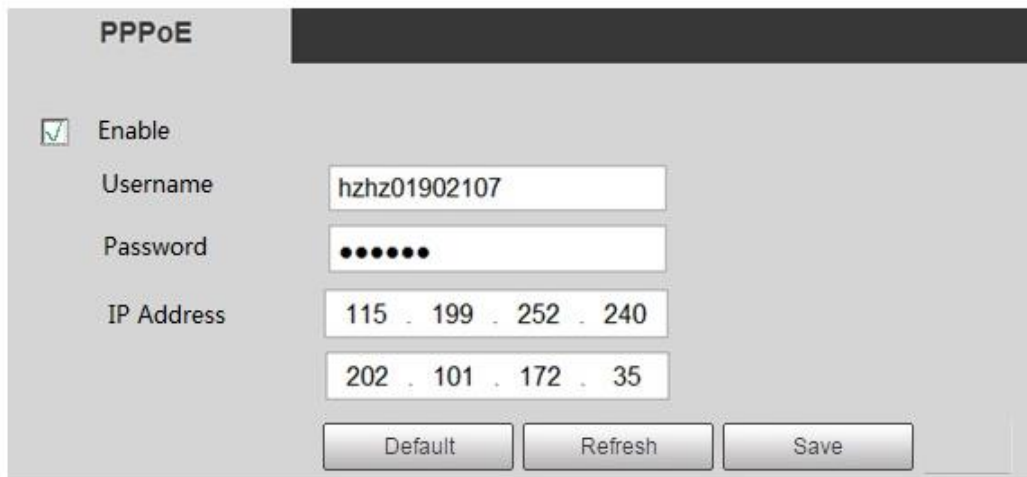 PPPoE
Enable
Username hzhz01902107
Password ●●●●●●
IP Address 115 . 199 . 252 . 240
202 . 101 . 172 . 35
Default Refresh Save